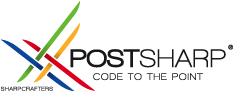 POSTSHARP®
CODE TO THE POINT
SHARPCRAFTERS